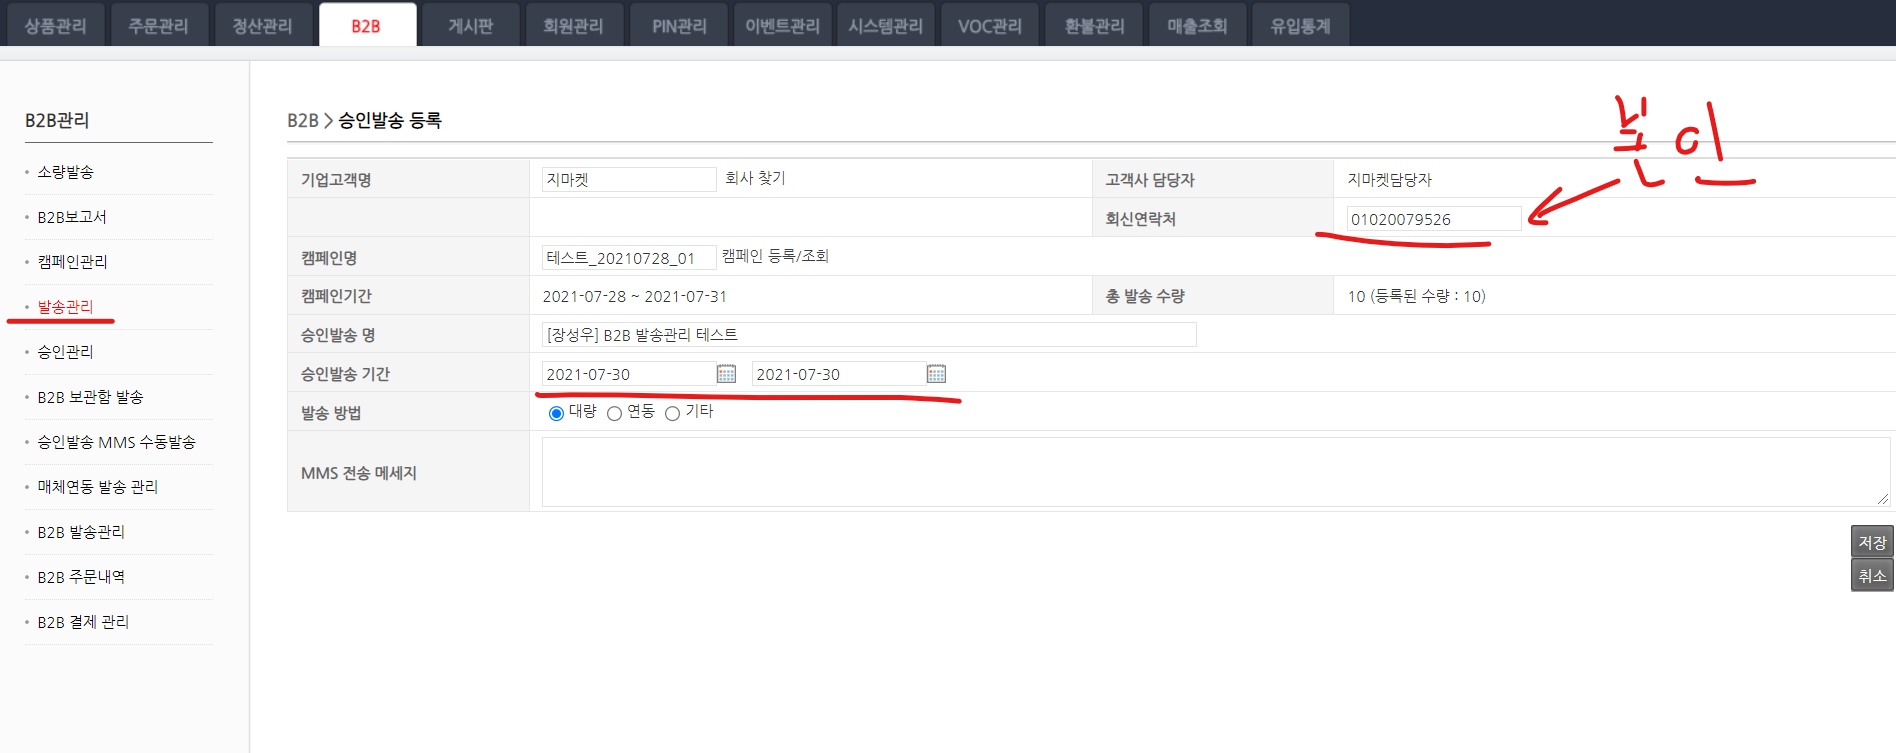 상품관리 주문관리 정산관리 B2B 게시판 회원관리 PIN관리 이벤트관리 시스템관리 VOC관리 환불관리 매출조회 유입통계
B2B관리
소량발송
B2B보고서
캠페인관리
발송관리
승인관리
B2B 보관함 발송
승인발송 MMS 수동발송
매체연동 발송 관리
B2B 발송관리
B2B 주문내역
B2B 결제 관리
B2B > 승인발송 등록
본인
기업고객명 지마켓 회사 찾기 고객사 담당자 지마켓담당자
회신연락처 01020079526
캠페인명 테스트_20210728_01 캠페인 등록/조회
캠페인기간 2021-07-28 ~ 2021-07-31 총 발송 수량 10 (등록된 수량 : 10)
승인발송 명 [장성우] B2B 발송관리 테스트
승인발송 기간 2021-07-30 2021-07-30
발송 방법 대량 연동 기타
MMS 전송 메세지
저장
취소